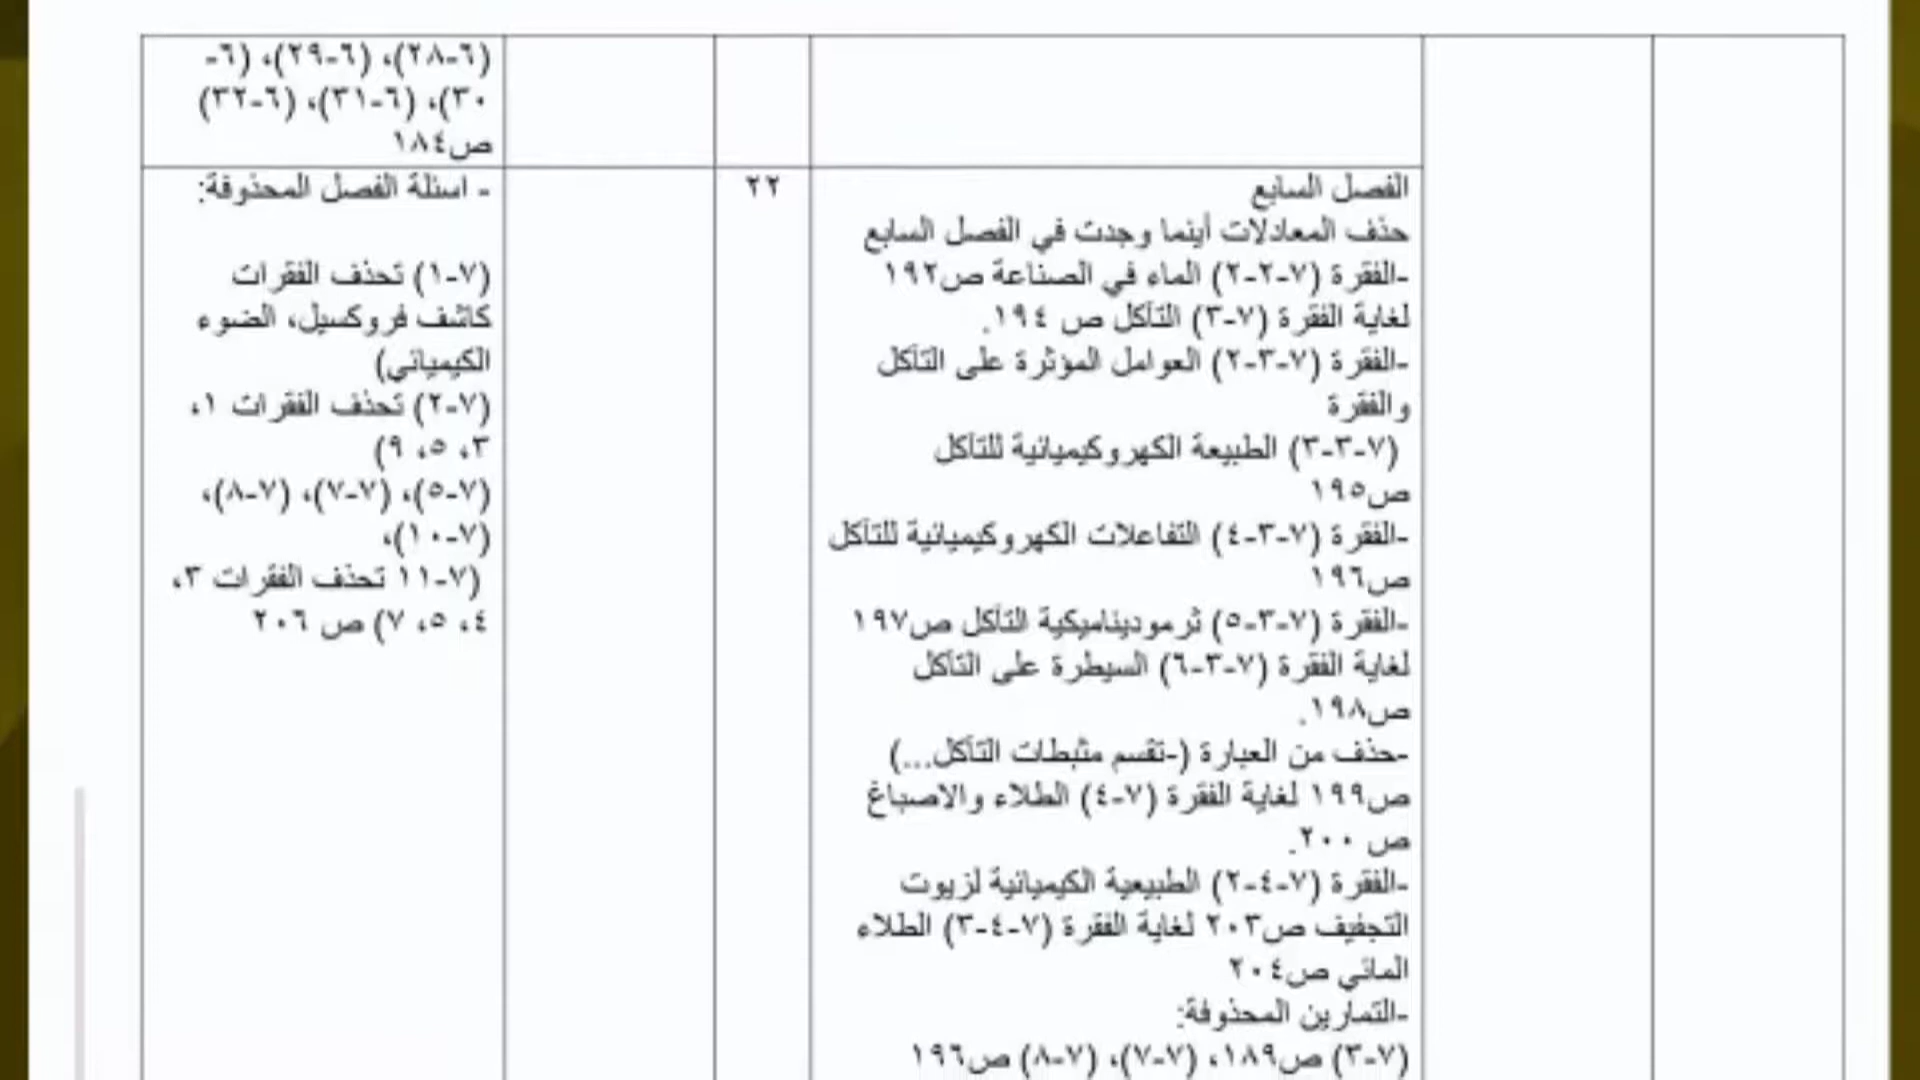 (٦-٢٨)، (٦-٢٩)، (٦-
٣٠)، (٦-٣١)، (٦-٣٢)
ص١٨٤
الفصل السابع
حذف المعادلات أينما وجدت في الفصل السابع
-الفقرة (٧-٢-٢) الماء في الصناعة ص١٩٢
لغاية الفقرة (٧-٣) التآكل ص ١٩٤.
-الفقرة (٧-٣-٢) العوامل المؤثرة على التآكل
والفقرة
(٧-٣-٣) الطبيعة الكهروكيميائية للتآكل
ص١٩٥
-الفقرة (٧-٣-٤) التفاعلات الكهروكيميائية للتآكل
ص١٩٦
-الفقرة (٧-٣-٥) ثرموديناميكية التآكل ص١٩٧
لغاية الفقرة (٧-٣-٦) السيطرة على التآكل
ص١٩٨.
-حذف من العبارة (-تقسم مثبطات التآكل...)
ص١٩٩ لغاية الفقرة (٧-٤) الطلاء والاصباغ
ص ٢٠٠.
-الفقرة (٧-٤-٢) الطبيعية الكيميائية لزيوت
التجفيف ص٢٠٣ لغاية الفقرة (٧-٤-٣) الطلاء
المائي ص٢٠٤
-التمارين المحذوفة:
(٧-٣) ص١٨٩، (٧-٧)، (٧-٨) ص١٩٦
٢٢
- اسئلة الفصل المحذوفة:
(٧-١) تحذف الفقرات
كاشف فروكسيل، الضوء
الكيميائي)
(٧-٢) تحذف الفقرات ١،
٣، ٥، ٩)
(٧-٥)، (٧-٧)، (٧-٨)،
(٧-١٠)،
(٧-١١ تحذف الفقرات ٣،
٤، ٥، ٧) ص ٢٠٦